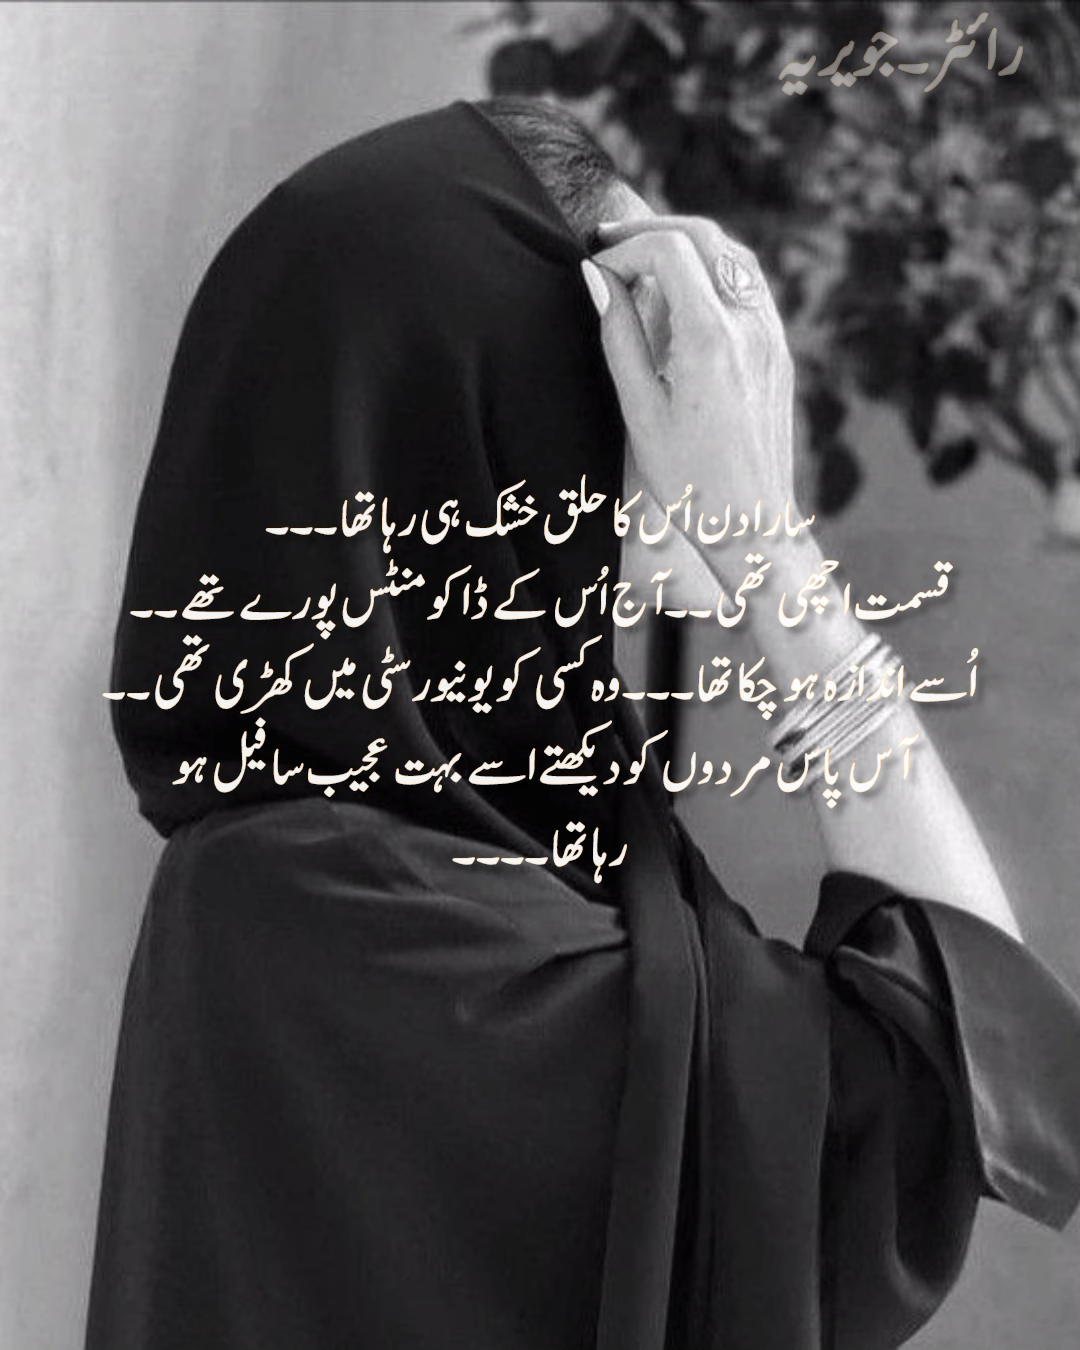 رائٹر۔جویریہ
سارا دن اُس کا حلق خشک ہی رہا تھا۔۔۔
قسمت اچھی تھی۔۔آج اُس کے ڈاکومنٹس پورے تھے۔۔
اُسے اندازہ ہو چکا تھا۔۔۔وہ کسی کو یونیورسٹی میں کھڑی تھی۔۔
آس پاس مردوں کو دیکھتے اسے بہت عجیب سا فیل ہو
رہا تھا۔۔۔۔